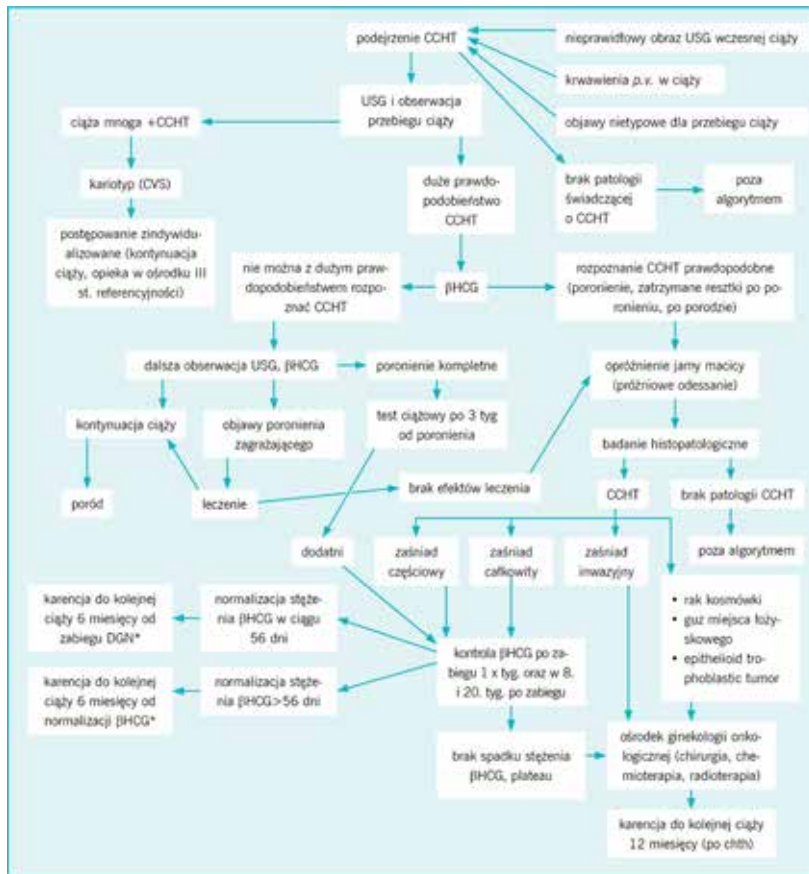 podejrzenie CCHT
nieprawidłowy obraz USG wczesnej ciąży
krwawienia p.v. w ciąży
objawy nietypowe dla przebiegu ciąży
USG i obserwacja
przebiegu ciąży
ciąża mnoga +CCHT
kariotyp (CVS)
postępowanie zindywidu-
alizowane (kontynuacja
ciąży, opieka w ośrodku III
st. referencyjności)
duże prawdo-
podobieństwo
CCHT
brak patologii
świadczącej
o CCHT
poza
algorytmem
nie można z dużym praw-
dopodobieństwem rozpo-
znać CCHT
βHCG
rozpoznanie CCHT prawdopodobne
(poronienie, zatrzymane resztki po po-
ronieniu, po porodzie)
dalsza obserwacja USG, βHCG
poronienie kompletne
opróżnienie jamy macicy
(próżniowe odessanie)
kontynuacja ciąży
objawy poronienia
zagrażającego
test ciążowy po 3 tyg
od poronienia
badanie histopatologiczne
poród
leczenie
brak efektów leczenia
CCHT
brak patologii CCHT
poza algorytmem
dodatni
zaśniad
częściowy
zaśniad
całkowity
zaśniad
inwazyjny
• rak kosmówki
• guz miejsca łoży-
skowego
• epithelioid tro-
phoblastic tumor
karencja do kolejnej
ciąży 6 miesięcy od
zabiegu DGN*
normalizacja stęże-
nia βHCG w ciągu
56 dni
kontrola βHCG po za-
biegu 1 x tyg. oraz w 8.
i 20. tyg. po zabiegu
karencja do kolejnej
ciąży 6 miesięcy od
normalizacji βHCG*
normalizacja stęże-
nia βHCG>56 dni
brak spadku stężenia
βHCG, plateau
ośrodek ginekologii onko-
logicznej (chirurgia, che-
mioterapia, radioterapia)
karencja do kolejnej ciąży
12 miesięcy (po chth)